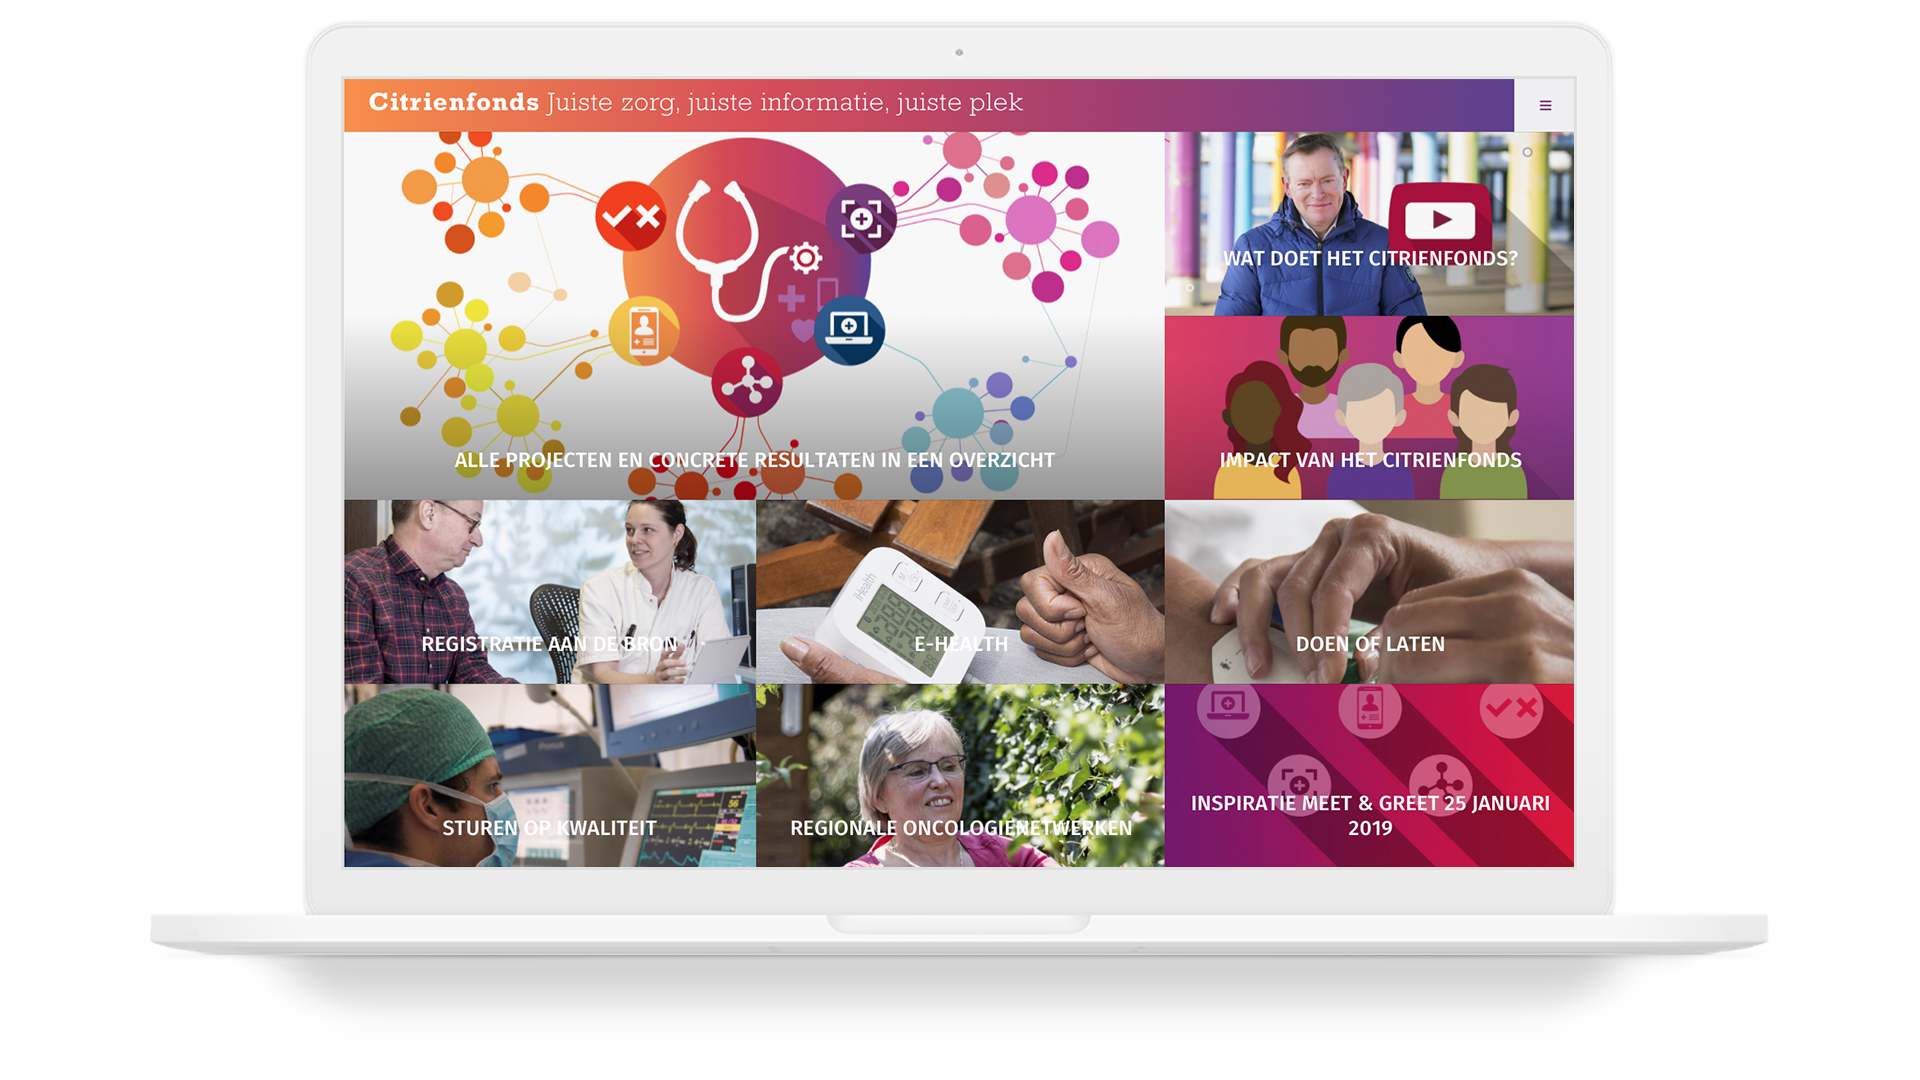 Citrienfonds Juiste zorg, juiste informatie, juiste plek
WAT DOET HET CITRIENFONDS?
ALLE PROJECTEN EN CONCRETE RESULTATEN IN EEN OVERZICHT
IMPACT VAN HET CITRIENFONDS
iHealth
REGISTRATIE AAN DE BRON
E-HEALTH
DOEN OF LATEN
STUREN OP KWALITEIT
REGIONALE ONCOLOGIENETWERKEN
INSPIRATIE MEET & GREET 25 JANUARI
2019